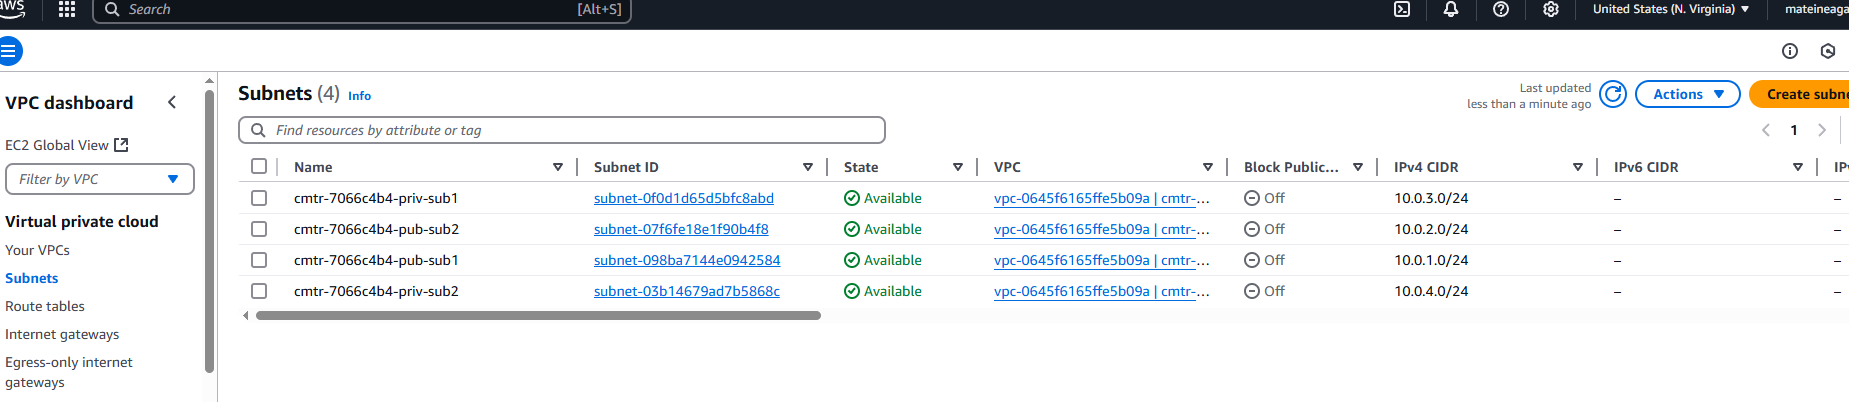 aws
Search
[Alt+S]
United States (N. Virginia)
mateineaga
VPC dashboard
EC2 Global View
Filter by VPC
Virtual private cloud
Your VPCs
Subnets
Route tables
Internet gateways
Egress-only internet
gateways
Subnets (4) Info
Last updated
less than a minute ago
Actions
Create subne
Find resources by attribute or tag
1
Name Subnet ID State VPC Block Public... IPv4 CIDR IPv6 CIDR IPv
cmtr-7066c4b4-priv-sub1 subnet-0f0d1d65d5bfc8abd Available vpc-0645f6165ffe5b09a | cmtr-... Off 10.0.3.0/24 – –
cmtr-7066c4b4-pub-sub2 subnet-07f6fe18e1f90b4f8 Available vpc-0645f6165ffe5b09a | cmtr-... Off 10.0.2.0/24 – –
cmtr-7066c4b4-pub-sub1 subnet-098ba7144e0942584 Available vpc-0645f6165ffe5b09a | cmtr-... Off 10.0.1.0/24 – –
cmtr-7066c4b4-priv-sub2 subnet-03b14679ad7b5868c Available vpc-0645f6165ffe5b09a | cmtr-... Off 10.0.4.0/24 – –